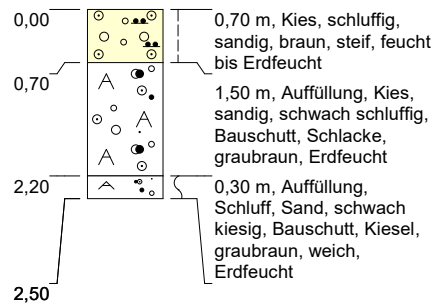 0,00
0,70 m, Kies, schluffig,
sandig, braun, steif, feucht
bis Erdfeucht
0,70
1,50 m, Auffüllung, Kies,
sandig, schwach schluffig,
Bauschutt, Schlacke,
graubraun, Erdfeucht
2,20
0,30 m, Auffüllung,
Schluff, Sand, schwach
kiesig, Bauschutt, Kiesel,
graubraun, weich,
Erdfeucht
2,50